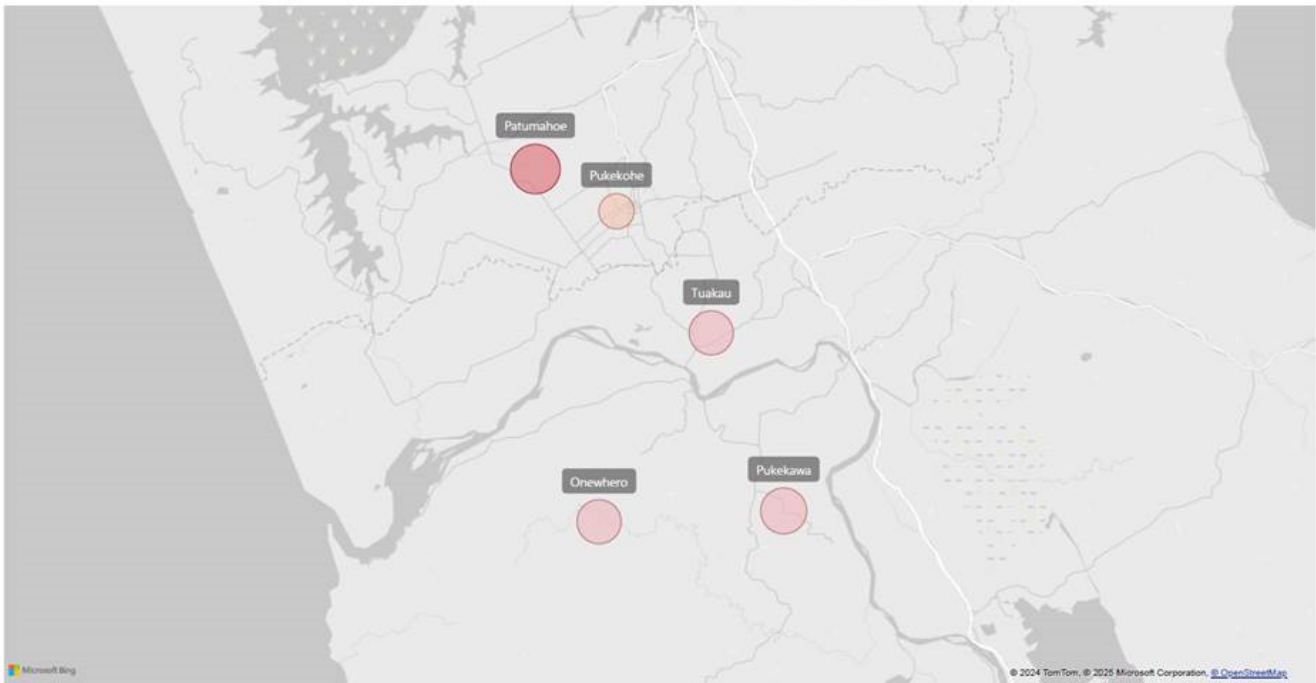 Patumahoe
Pukekohe
Tuakau
Pukekawa
Onewhero
Microsoft Bing
© 2024 TomTom, © 2025 Microsoft Corporation, © OpenStreetMap